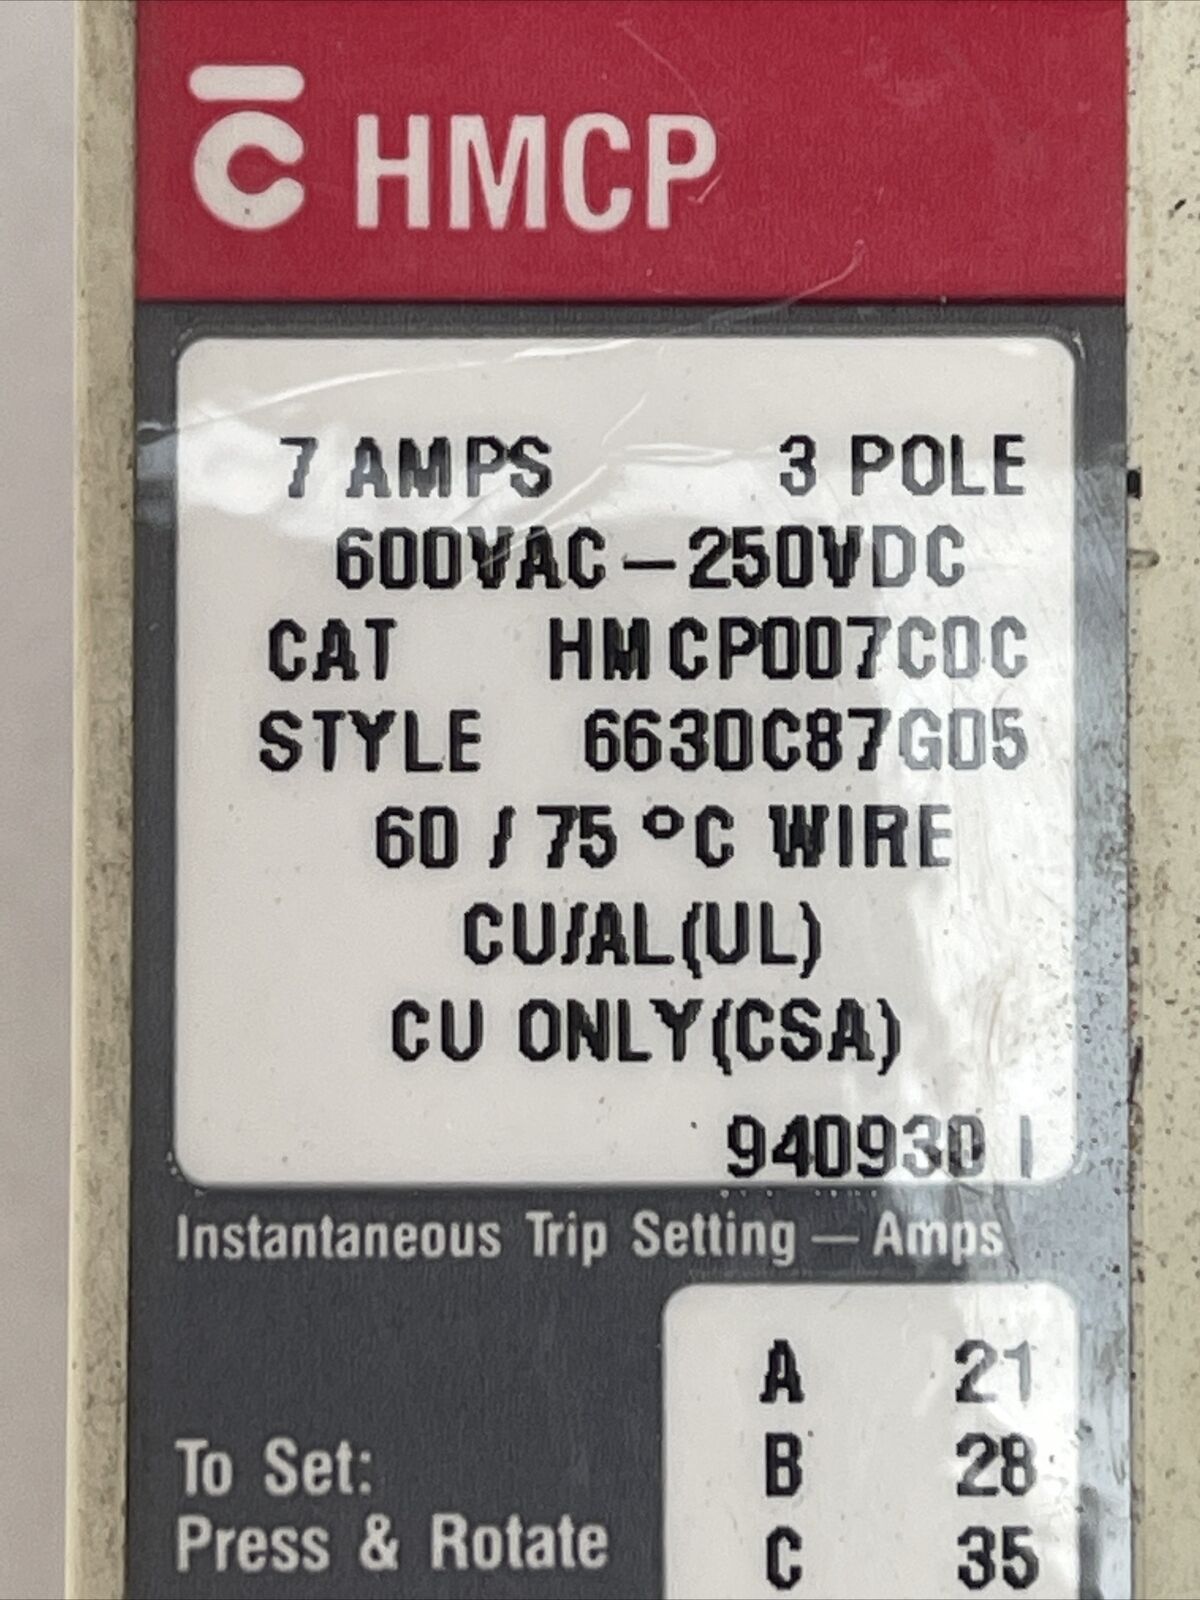 HMCP
7 AMPS 3 POLE
600VAC – 250VDC
CAT HMCP007C0C
STYLE 6630C87G05
60 / 75 °C WIRE
CU/AL(UL)
CU ONLY(CSA)
940930 I
Instantaneous Trip Setting — Amps
A 21
B 28
To Set:
Press & Rotate
C 35